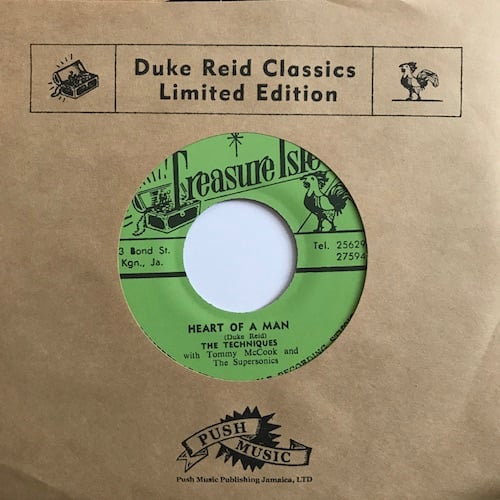 Duke Reid Classics
Limited Edition
Treasure Isle
3 Bond St.
Kgn., Ja.
Tel. 25629
27594
HEART OF A MAN
(Duke Reid)
THE TECHNIQUES
with Tommy McCook and
The Supersonics
RECORDING
PUSH
MUSIC
Push Music Publishing Jamaica, LTD